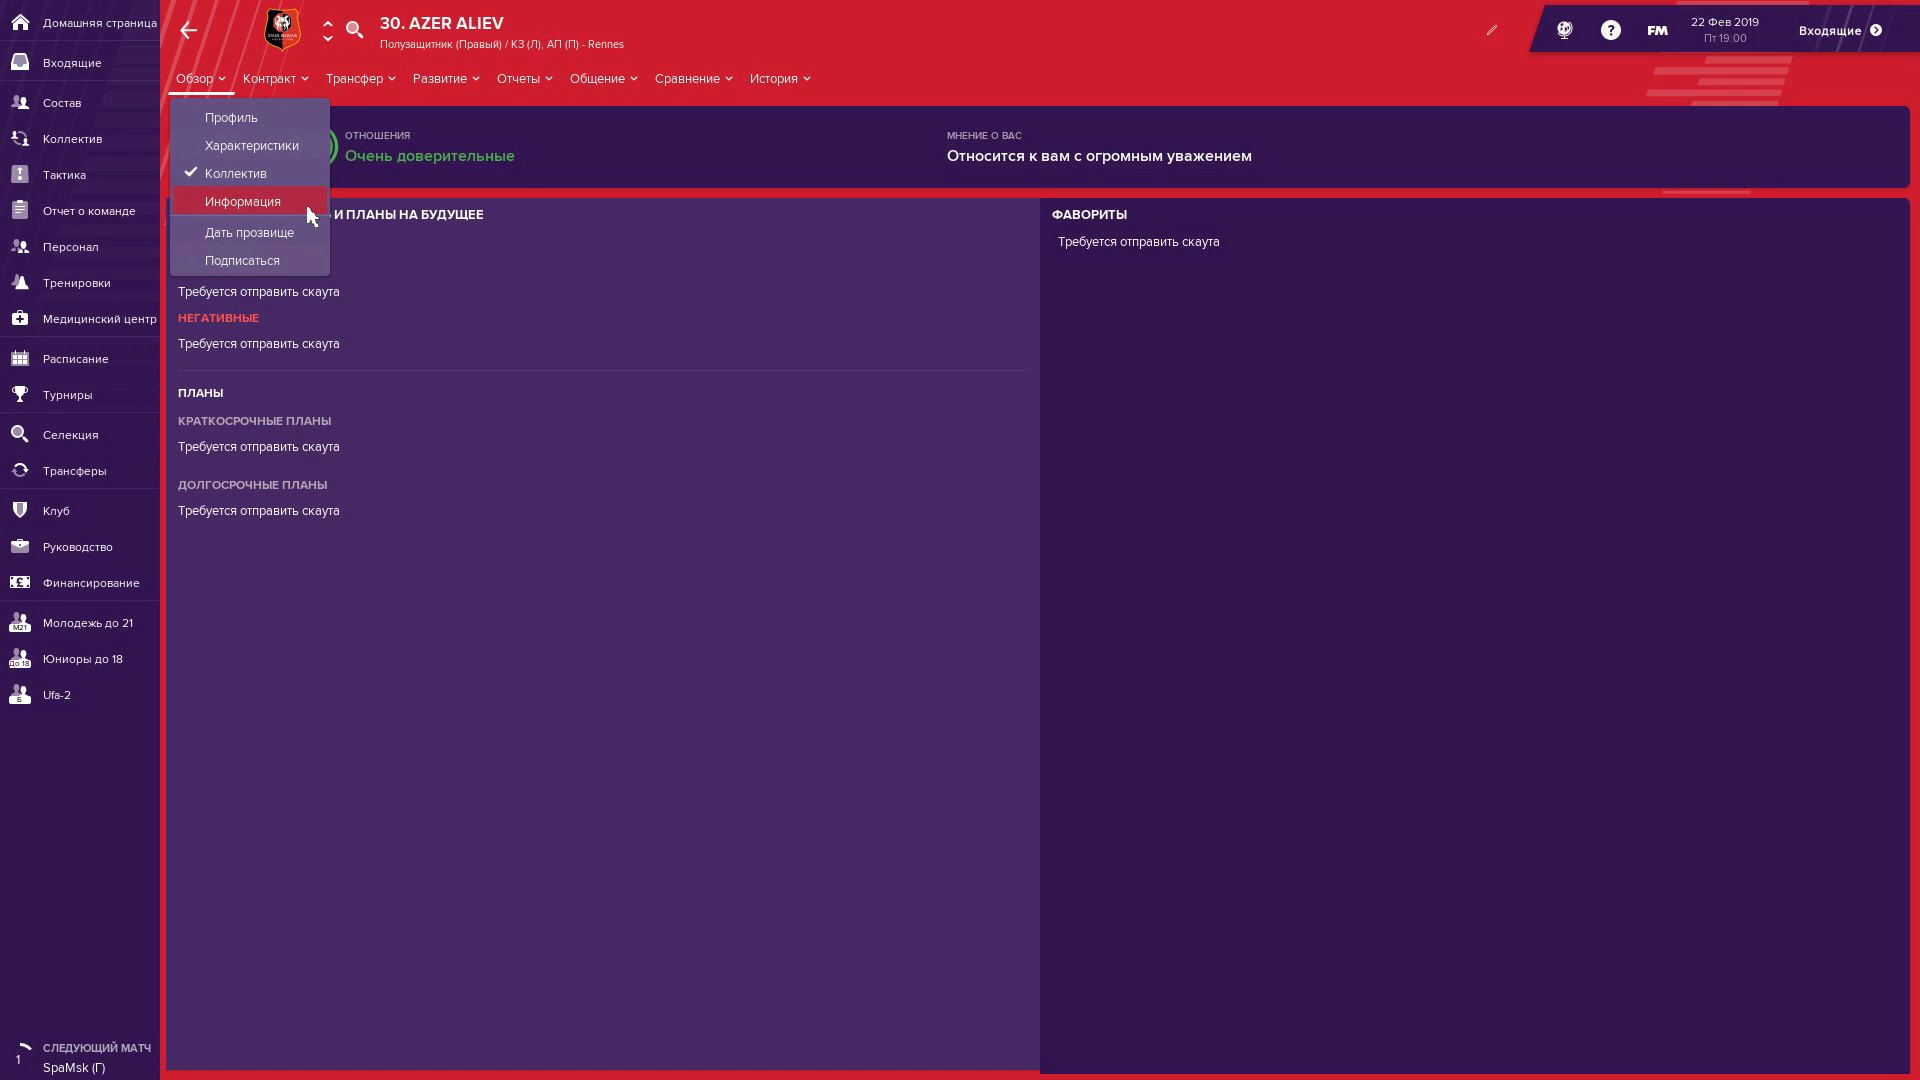 Домашняя страница
Входящие
Состав
Коллектив
Тактика
Отчет о команде
Персонал
Тренировки
Медицинский центр
Расписание
Турниры
Селекция
Трансферы
Клуб
Руководство
Финансирование
М21
Молодежь до 21
До 18
Юниоры до 18
Б
Ufa-2
1
СЛЕДУЮЩИЙ МАТЧ
SpaMsk (Г)
30. AZER ALIEV
Полузащитник (Правый) / КЗ (Л), АП (П) - Rennes
FM
22 Фев 2019
Пт 19:00
Входящие
Обзор
Контракт
Трансфер
Развитие
Отчеты
Общение
Сравнение
История
Профиль
Характеристики
Коллектив
Информация
Дать прозвище
Подписаться
ОТНОШЕНИЯ
Очень доверительные
МНЕНИЕ О ВАС
Относится к вам с огромным уважением
И ПЛАНЫ НА БУДУЩЕЕ
Требуется отправить скаута
НЕГАТИВНЫЕ
Требуется отправить скаута
ПЛАНЫ
КРАТКОСРОЧНЫЕ ПЛАНЫ
Требуется отправить скаута
ДОЛГОСРОЧНЫЕ ПЛАНЫ
Требуется отправить скаута
ФАВОРИТЫ
Требуется отправить скаута